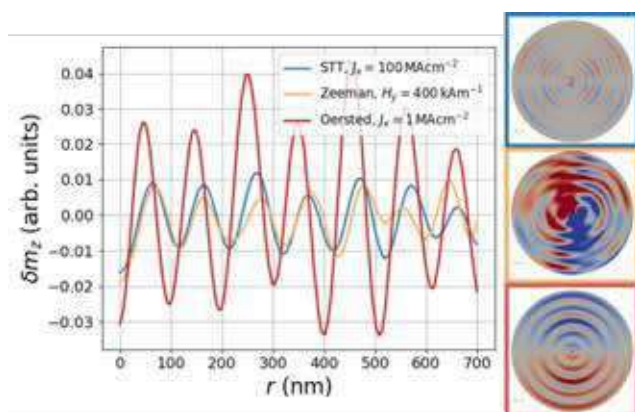 δm_z (arb. units)
0.04
0.03
0.02
0.01
0.00
−0.01
−0.02
−0.03
STT, Jₓ = 100 MAcm⁻²
Zeeman, H_y = 400 kAm⁻¹
Oersted, Jₓ = 1 MAcm⁻²
0 100 200 300 400 500 600 700
r (nm)